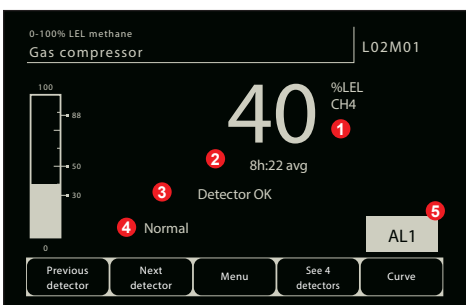 0-100% LEL methane
Gas compressor
L02M01
100
88
50
30
0
40
%LEL
CH4
1
2
8h:22 avg
3
Detector OK
4
Normal
5
AL1
Previous
detector
Next
detector
Menu
See 4
detectors
Curve